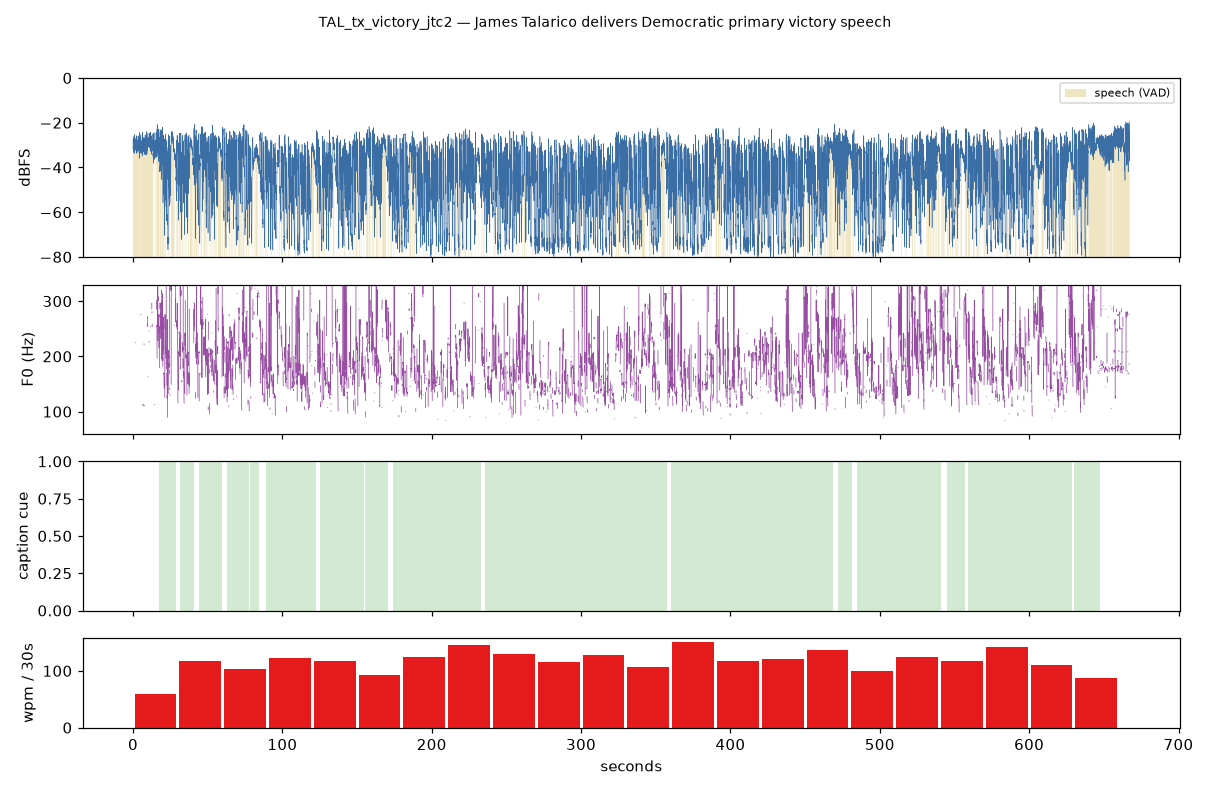 TAL_tx_victory_jtc2 — James Talarico delivers Democratic primary victory speech
0
−20
−40
−60
−80
dBFS
speech (VAD)
300
200
100
F0 (Hz)
1.00
0.75
0.50
0.25
0.00
caption cue
100
0
wpm / 30s
0 100 200 300 400 500 600 700
seconds